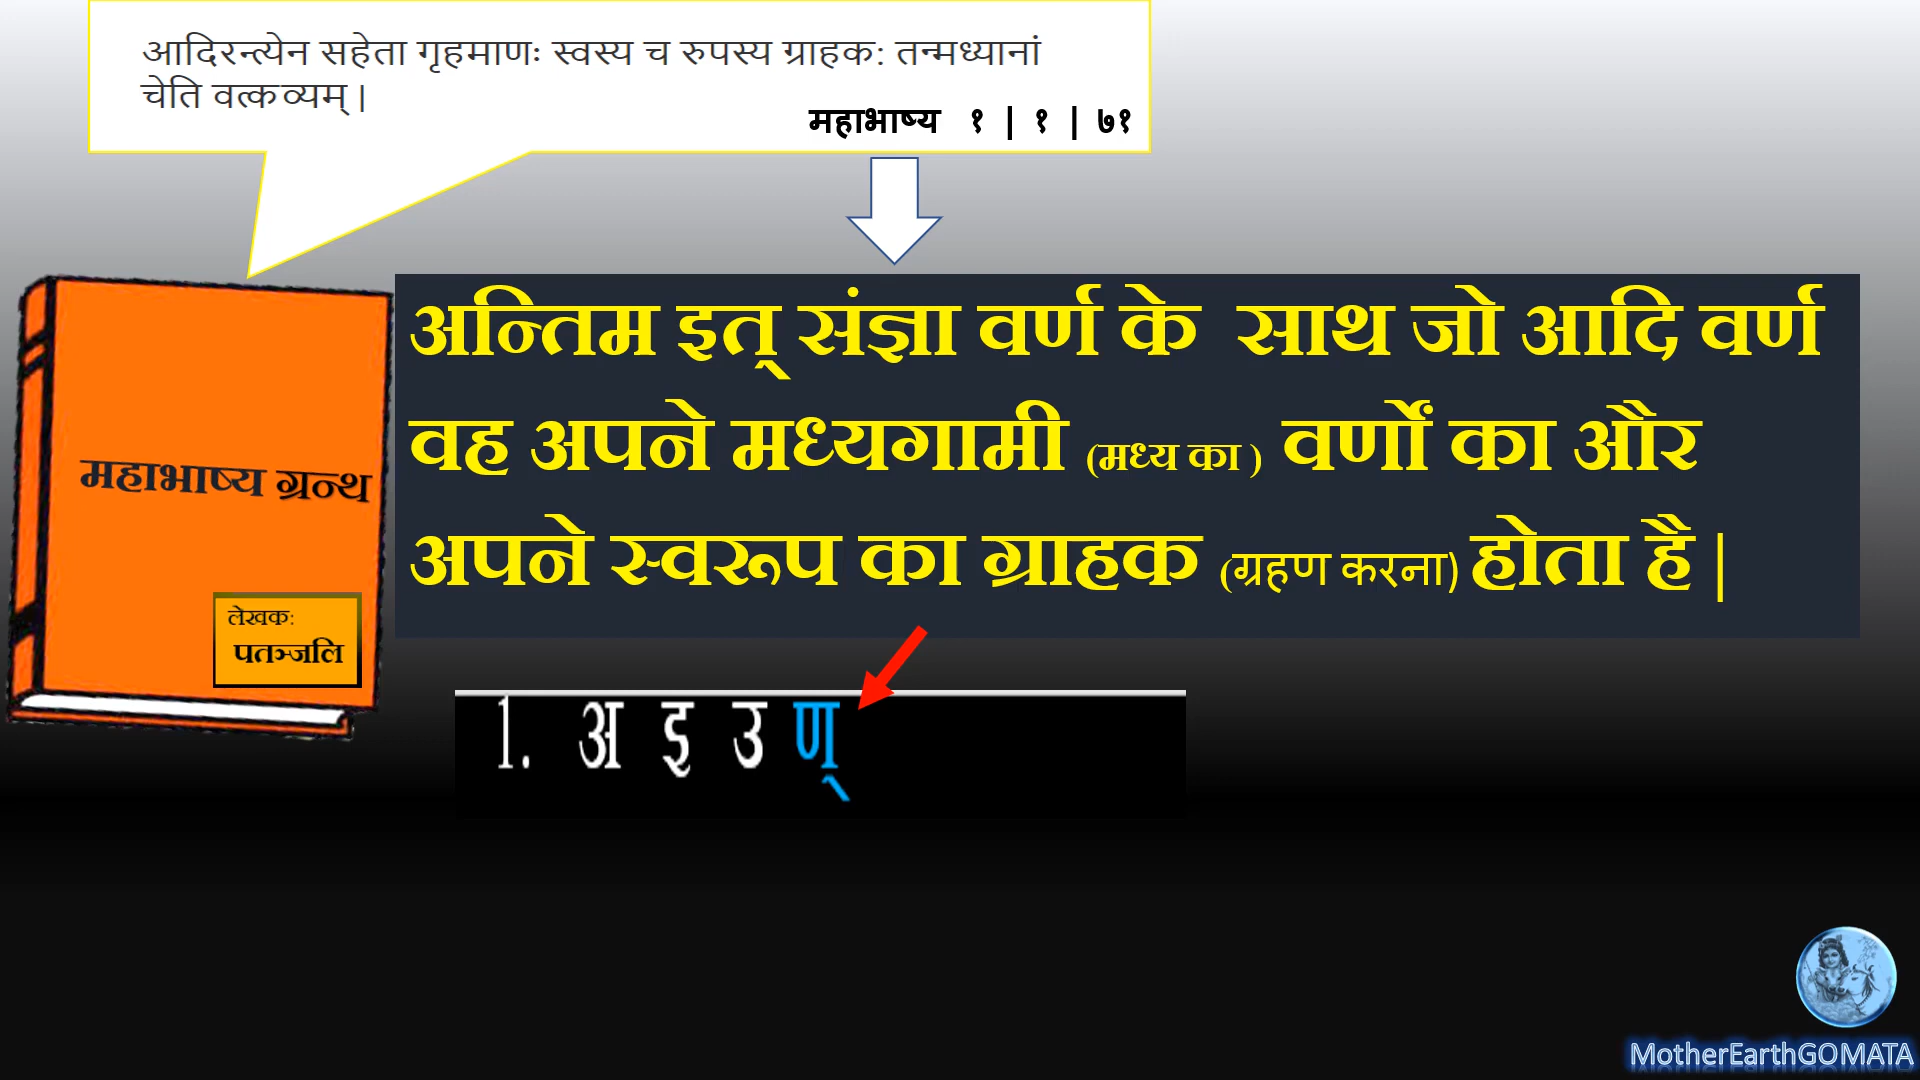 आदिरन्त्येन सहेता गृहमाणः स्वस्य च रुपस्य ग्राहक: तन्मध्यानां
चेति वत्कव्यम् |
महाभाष्य १ | १ | ७१
अन्तिम इत् संज्ञा वर्ण के साथ जो आदि वर्ण
वह अपने मध्यगामी (मध्य का ) वर्णों का और
अपने स्वरूप का ग्राहक (ग्रहण करना) होता है |
महाभाष्य ग्रन्थ
लेखक:
पतञ्जलि
1. अ इ उ ण्
MotherEarthGOMATA